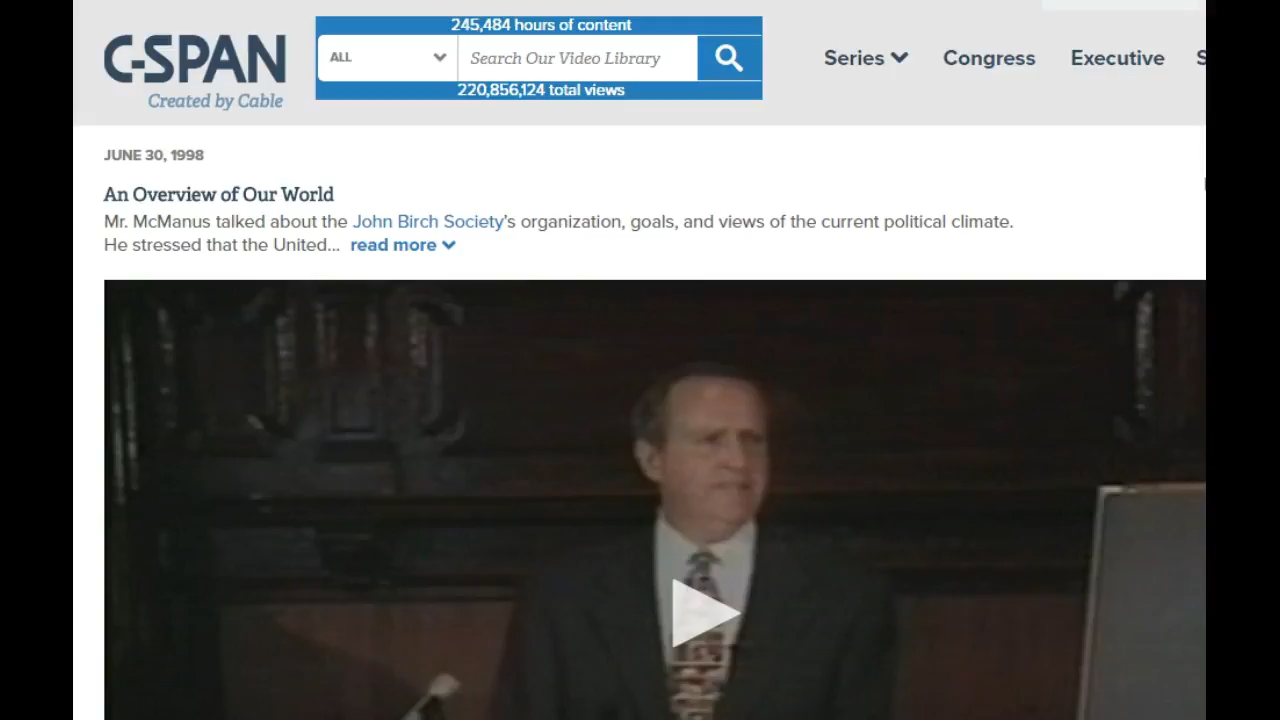 245,484 hours of content
C-SPAN
Created by Cable
ALL
Search Our Video Library
220,856,124 total views
Series
Congress
Executive
S
JUNE 30, 1998
An Overview of Our World
Mr. McManus talked about the John Birch Society's organization, goals, and views of the current political climate.
He stressed that the United... read more